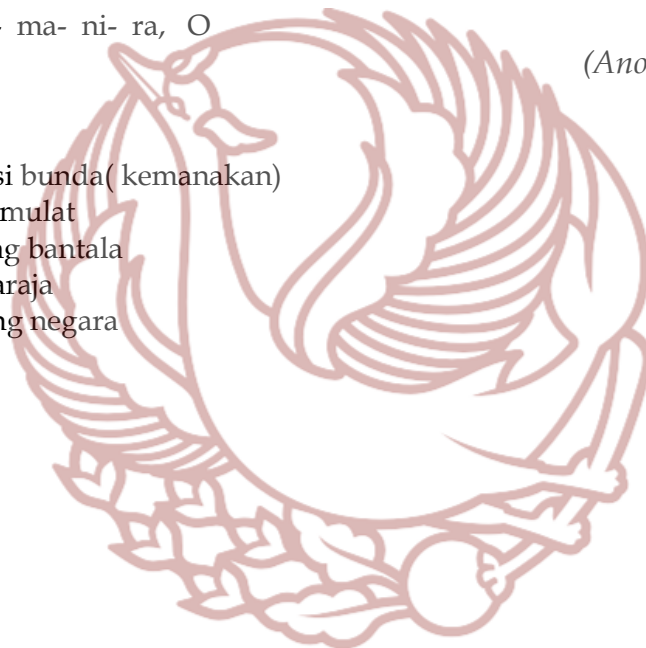 - ma- ni- ra, O
(Ano
si bunda( kemanakan)
mulat
ng bantala
araja
ng negara